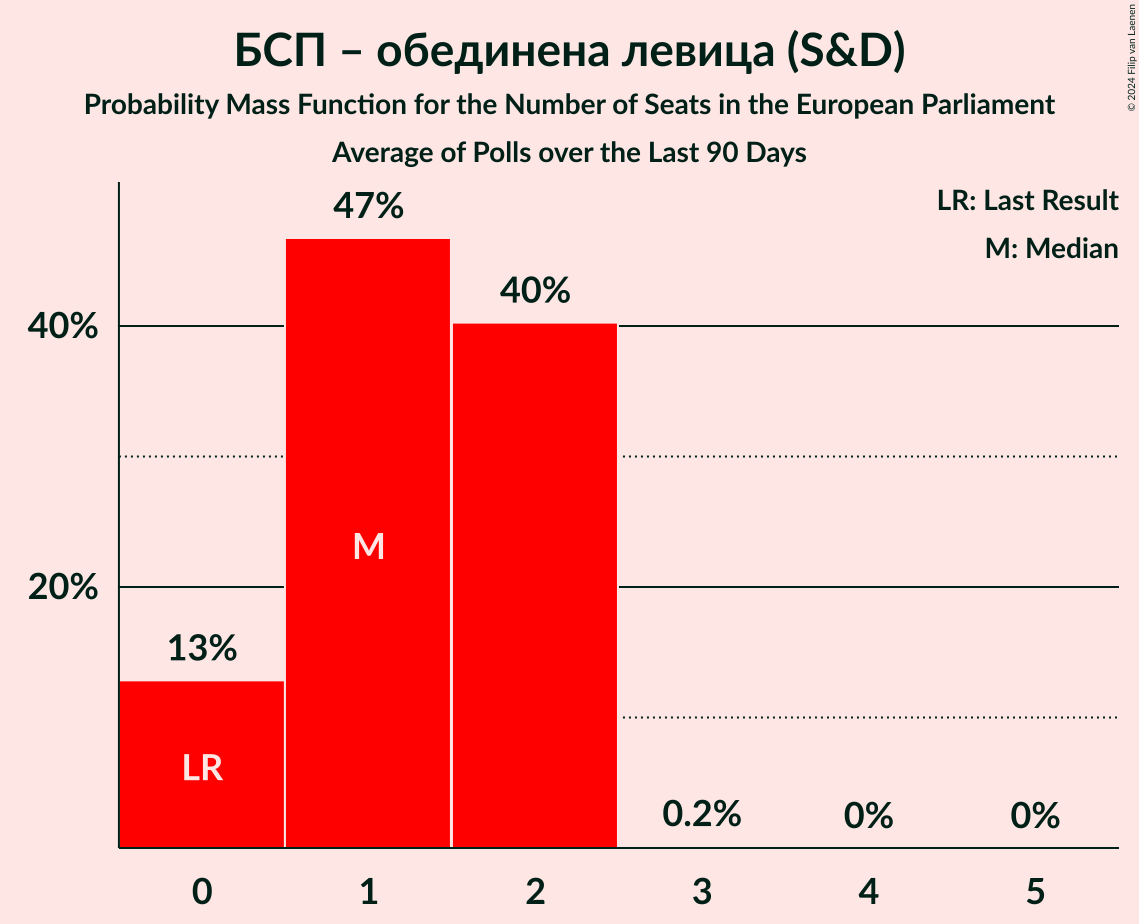 БСП – обединена левица (S&D)
Probability Mass Function for the Number of Seats in the European Parliament
Average of Polls over the Last 90 Days
© 2024 Filip van Laenen
LR: Last Result
M: Median
47%
40%
40%
M
20%
13%
LR
0.2%
0%
0%
0 1 2 3 4 5